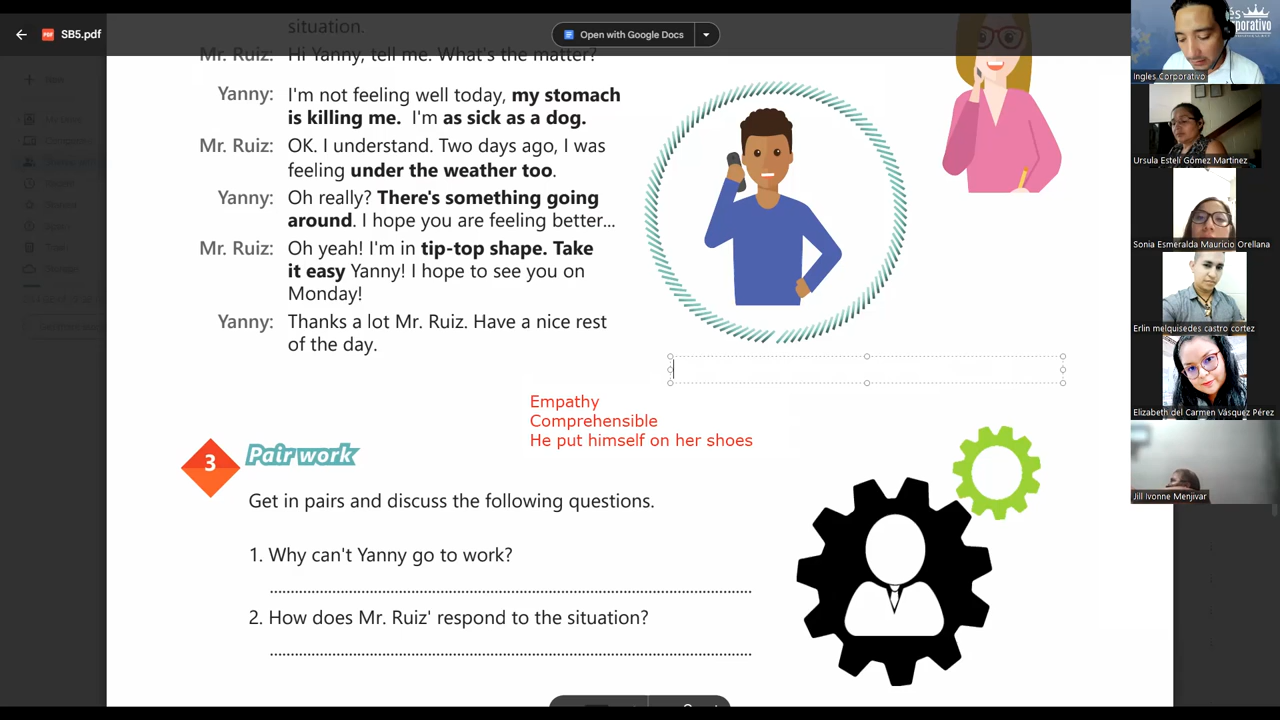 SB5.pdf
Open with Google Docs
situation.
Mr. Ruiz: Hi Yanny, tell me. What's the matter?
Yanny: I'm not feeling well today, my stomach
is killing me. I'm as sick as a dog.
Mr. Ruiz: OK. I understand. Two days ago, I was
feeling under the weather too.
Yanny: Oh really? There's something going
around. I hope you are feeling better...
Mr. Ruiz: Oh yeah! I'm in tip-top shape. Take
it easy Yanny! I hope to see you on
Monday!
Yanny: Thanks a lot Mr. Ruiz. Have a nice rest
of the day.
Empathy
Comprehensible
He put himself on her shoes
3 Pair work
Get in pairs and discuss the following questions.
1. Why can't Yanny go to work?
2. How does Mr. Ruiz' respond to the situation?
Ingles Corporativo
Ursula Estelí Gómez Martinez
Sonia Esmeralda Mauricio Orellana
Erlin melquisedes castro cortez
Elizabeth del Carmen Vásquez Pérez
Jill Ivonne Menjivar